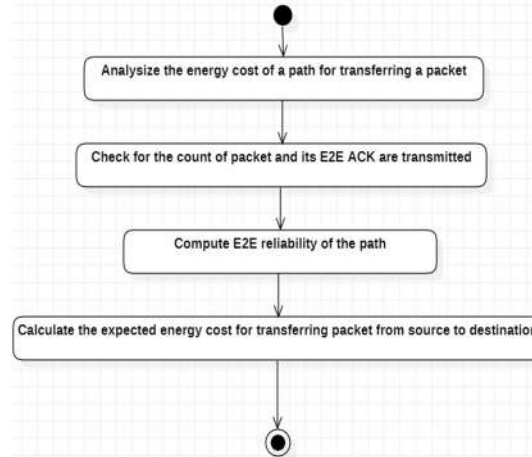 Analysize the energy cost of a path for transferring a packet
Check for the count of packet and its E2E ACK are transmitted
Compute E2E reliability of the path
Calculate the expected energy cost for transferring packet from source to destination